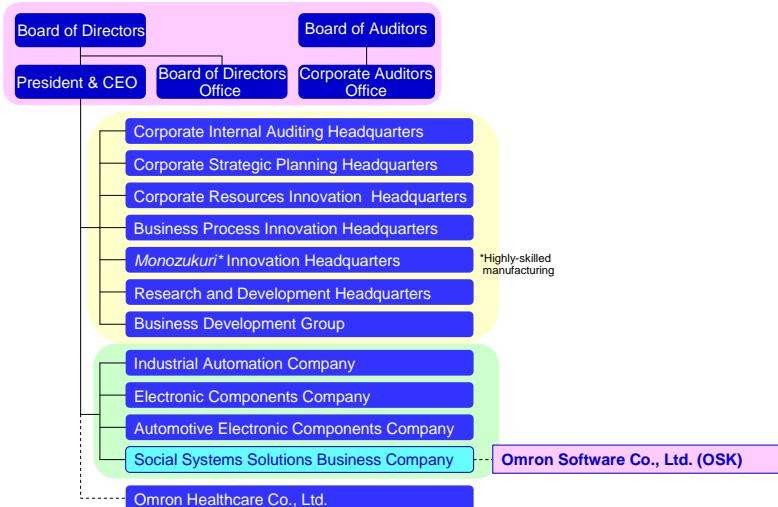 Board of Directors
Board of Auditors
President & CEO
Board of Directors
Office
Corporate Auditors
Office
Corporate Internal Auditing Headquarters
Corporate Strategic Planning Headquarters
Corporate Resources Innovation Headquarters
Business Process Innovation Headquarters
Monozukuri* Innovation Headquarters
*Highly-skilled
manufacturing
Research and Development Headquarters
Business Development Group
Industrial Automation Company
Electronic Components Company
Automotive Electronic Components Company
Social Systems Solutions Business Company
Omron Software Co., Ltd. (OSK)
Omron Healthcare Co., Ltd.